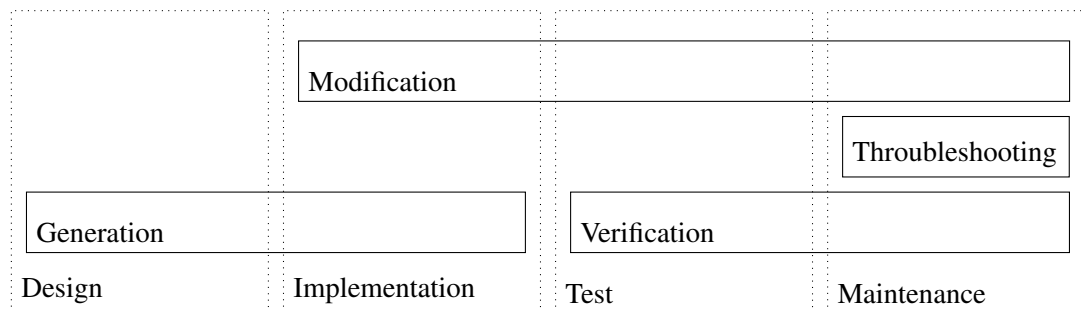 Modification
Throubleshooting
Generation
Verification
Design
Implementation
Test
Maintenance